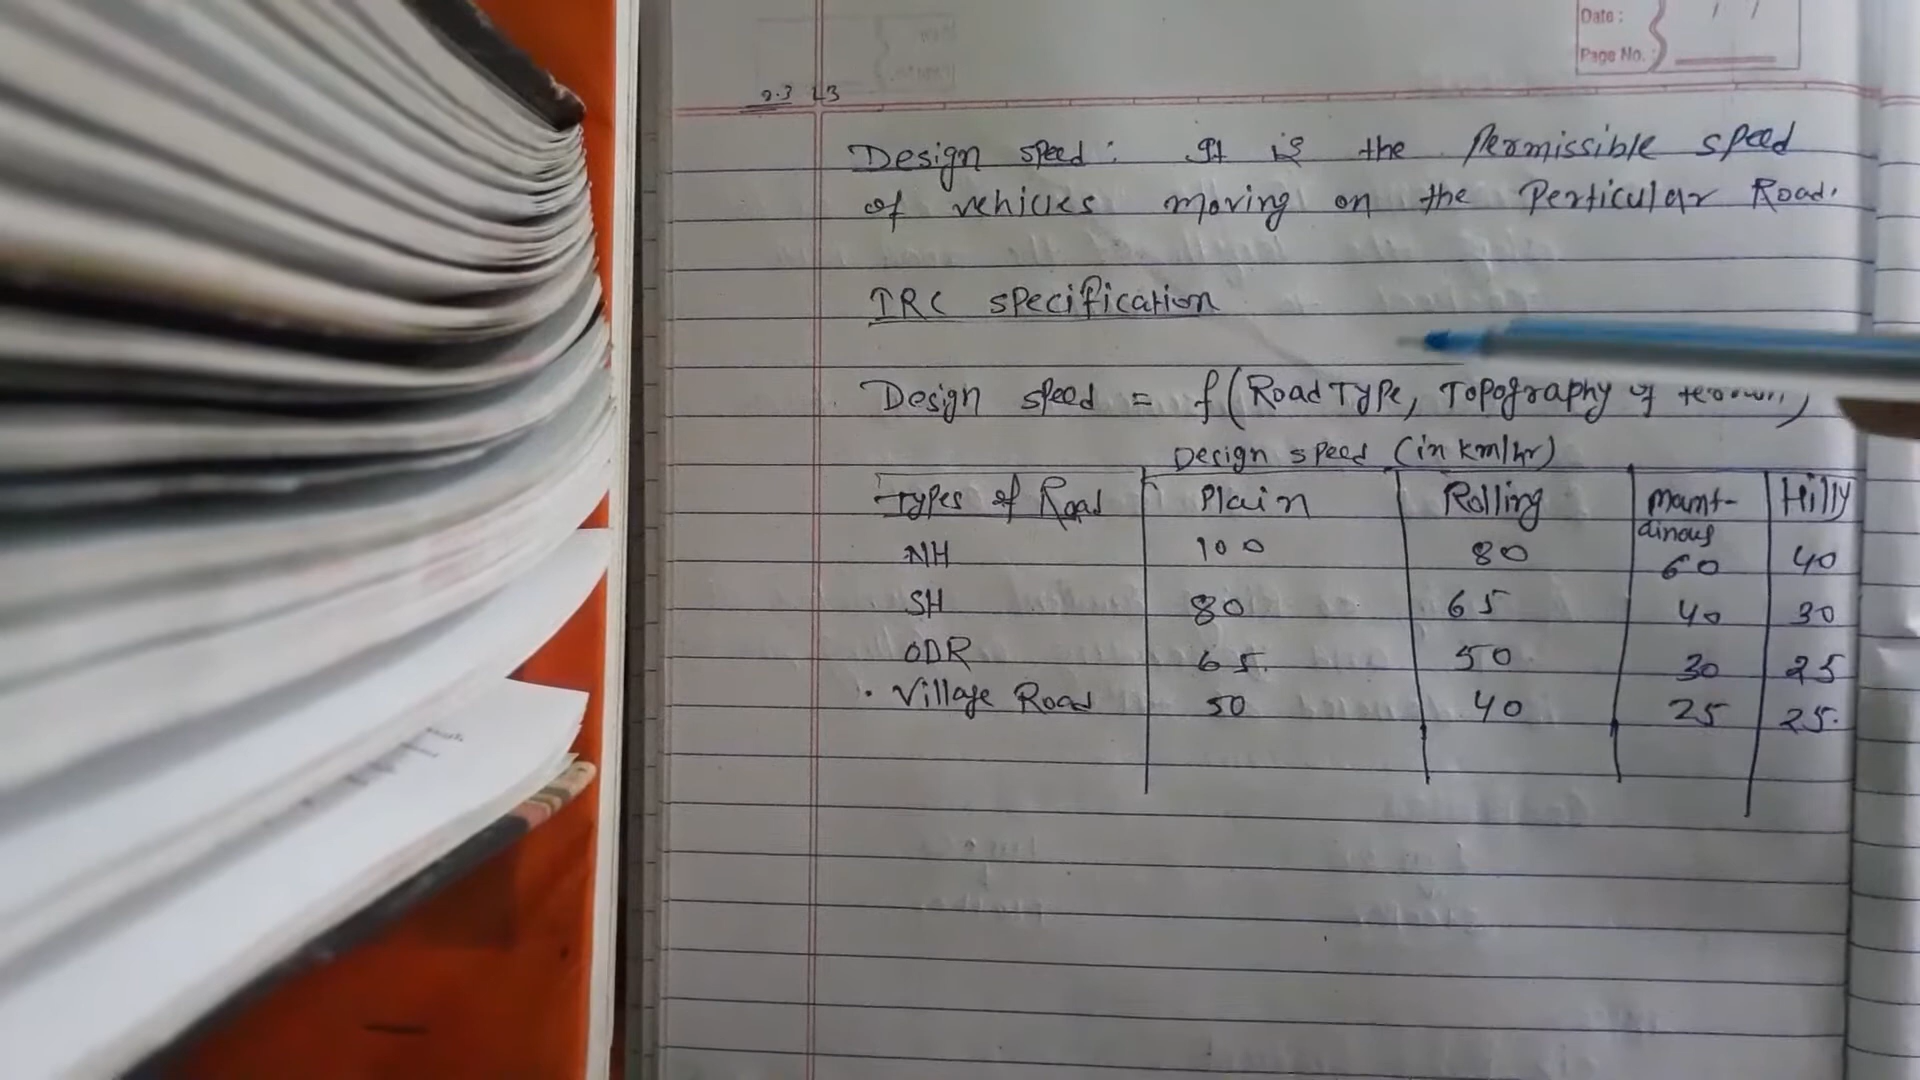 Date :
Page No. :
2.3 L3
Design speed : It is the Permissible speed
of vehicles moving on the Perticular Road.
IRC specification
Design speed = f (Road Type, Topography of
Design speed (in km/hr)
Types of Road Plain Rolling Mount- Hilly
ainous
NH 100 80 60 40
SH 80 65 40 30
ODR 65. 50 30 25
. Village Road 50 40 25 25.